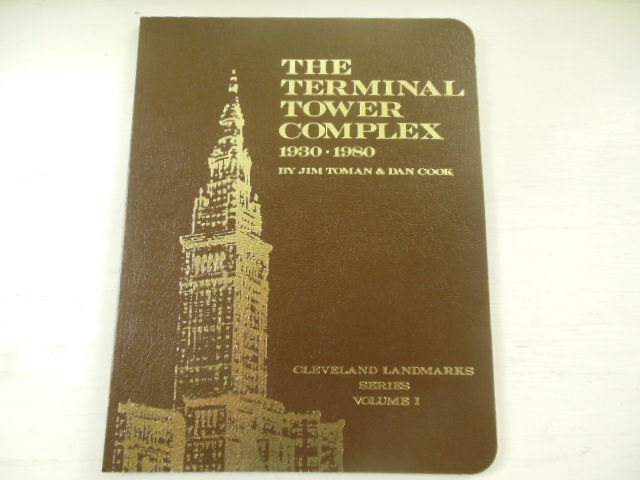 THE
TERMINAL
TOWER
COMPLEX
1930 · 1980
BY JIM TOMAN & DAN COOK
CLEVELAND LANDMARKS
SERIES
VOLUME I